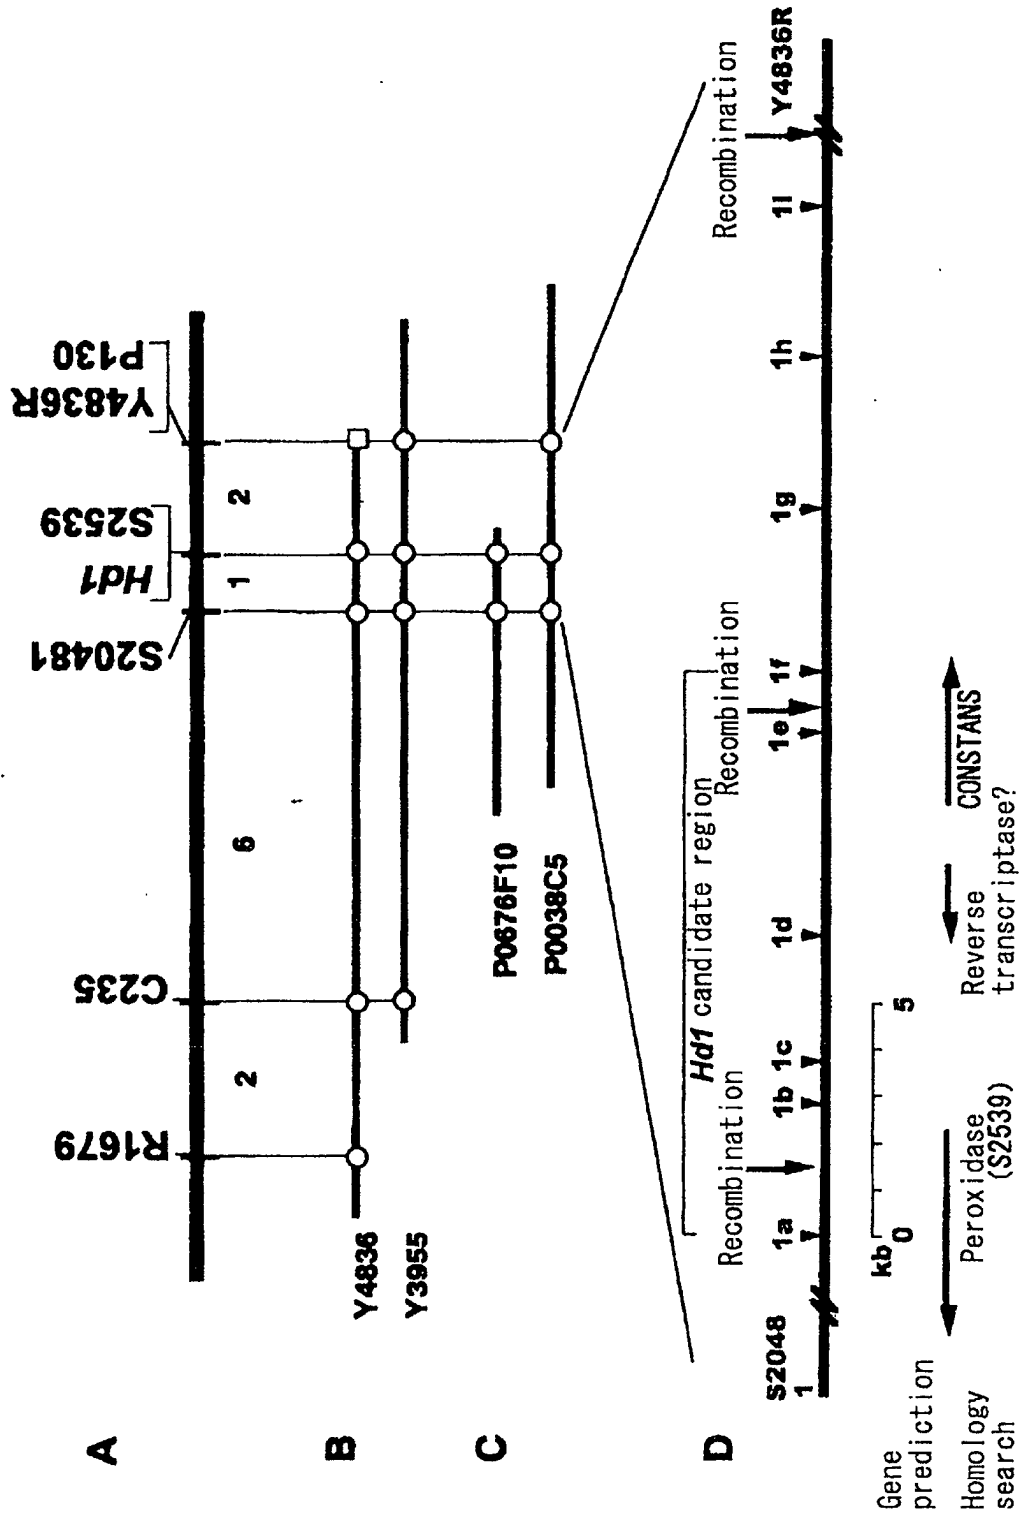 A
R1679
C235
S20481
Hd1
S2539
Y4836R
P130
2
6
1
2
B
Y4836
Y3955
C
P0676F10
P0038C5
D
Hd1 candidate region
Recombination
Recombination
Recombination
S2048
1
1a
1b
1c
1d
1e
1f
1g
1h
1l
Y4836R
kb
0
5
Gene
prediction
Homology
search
Peroxidase
(S2539)
Reverse
transcriptase?
CONSTANS